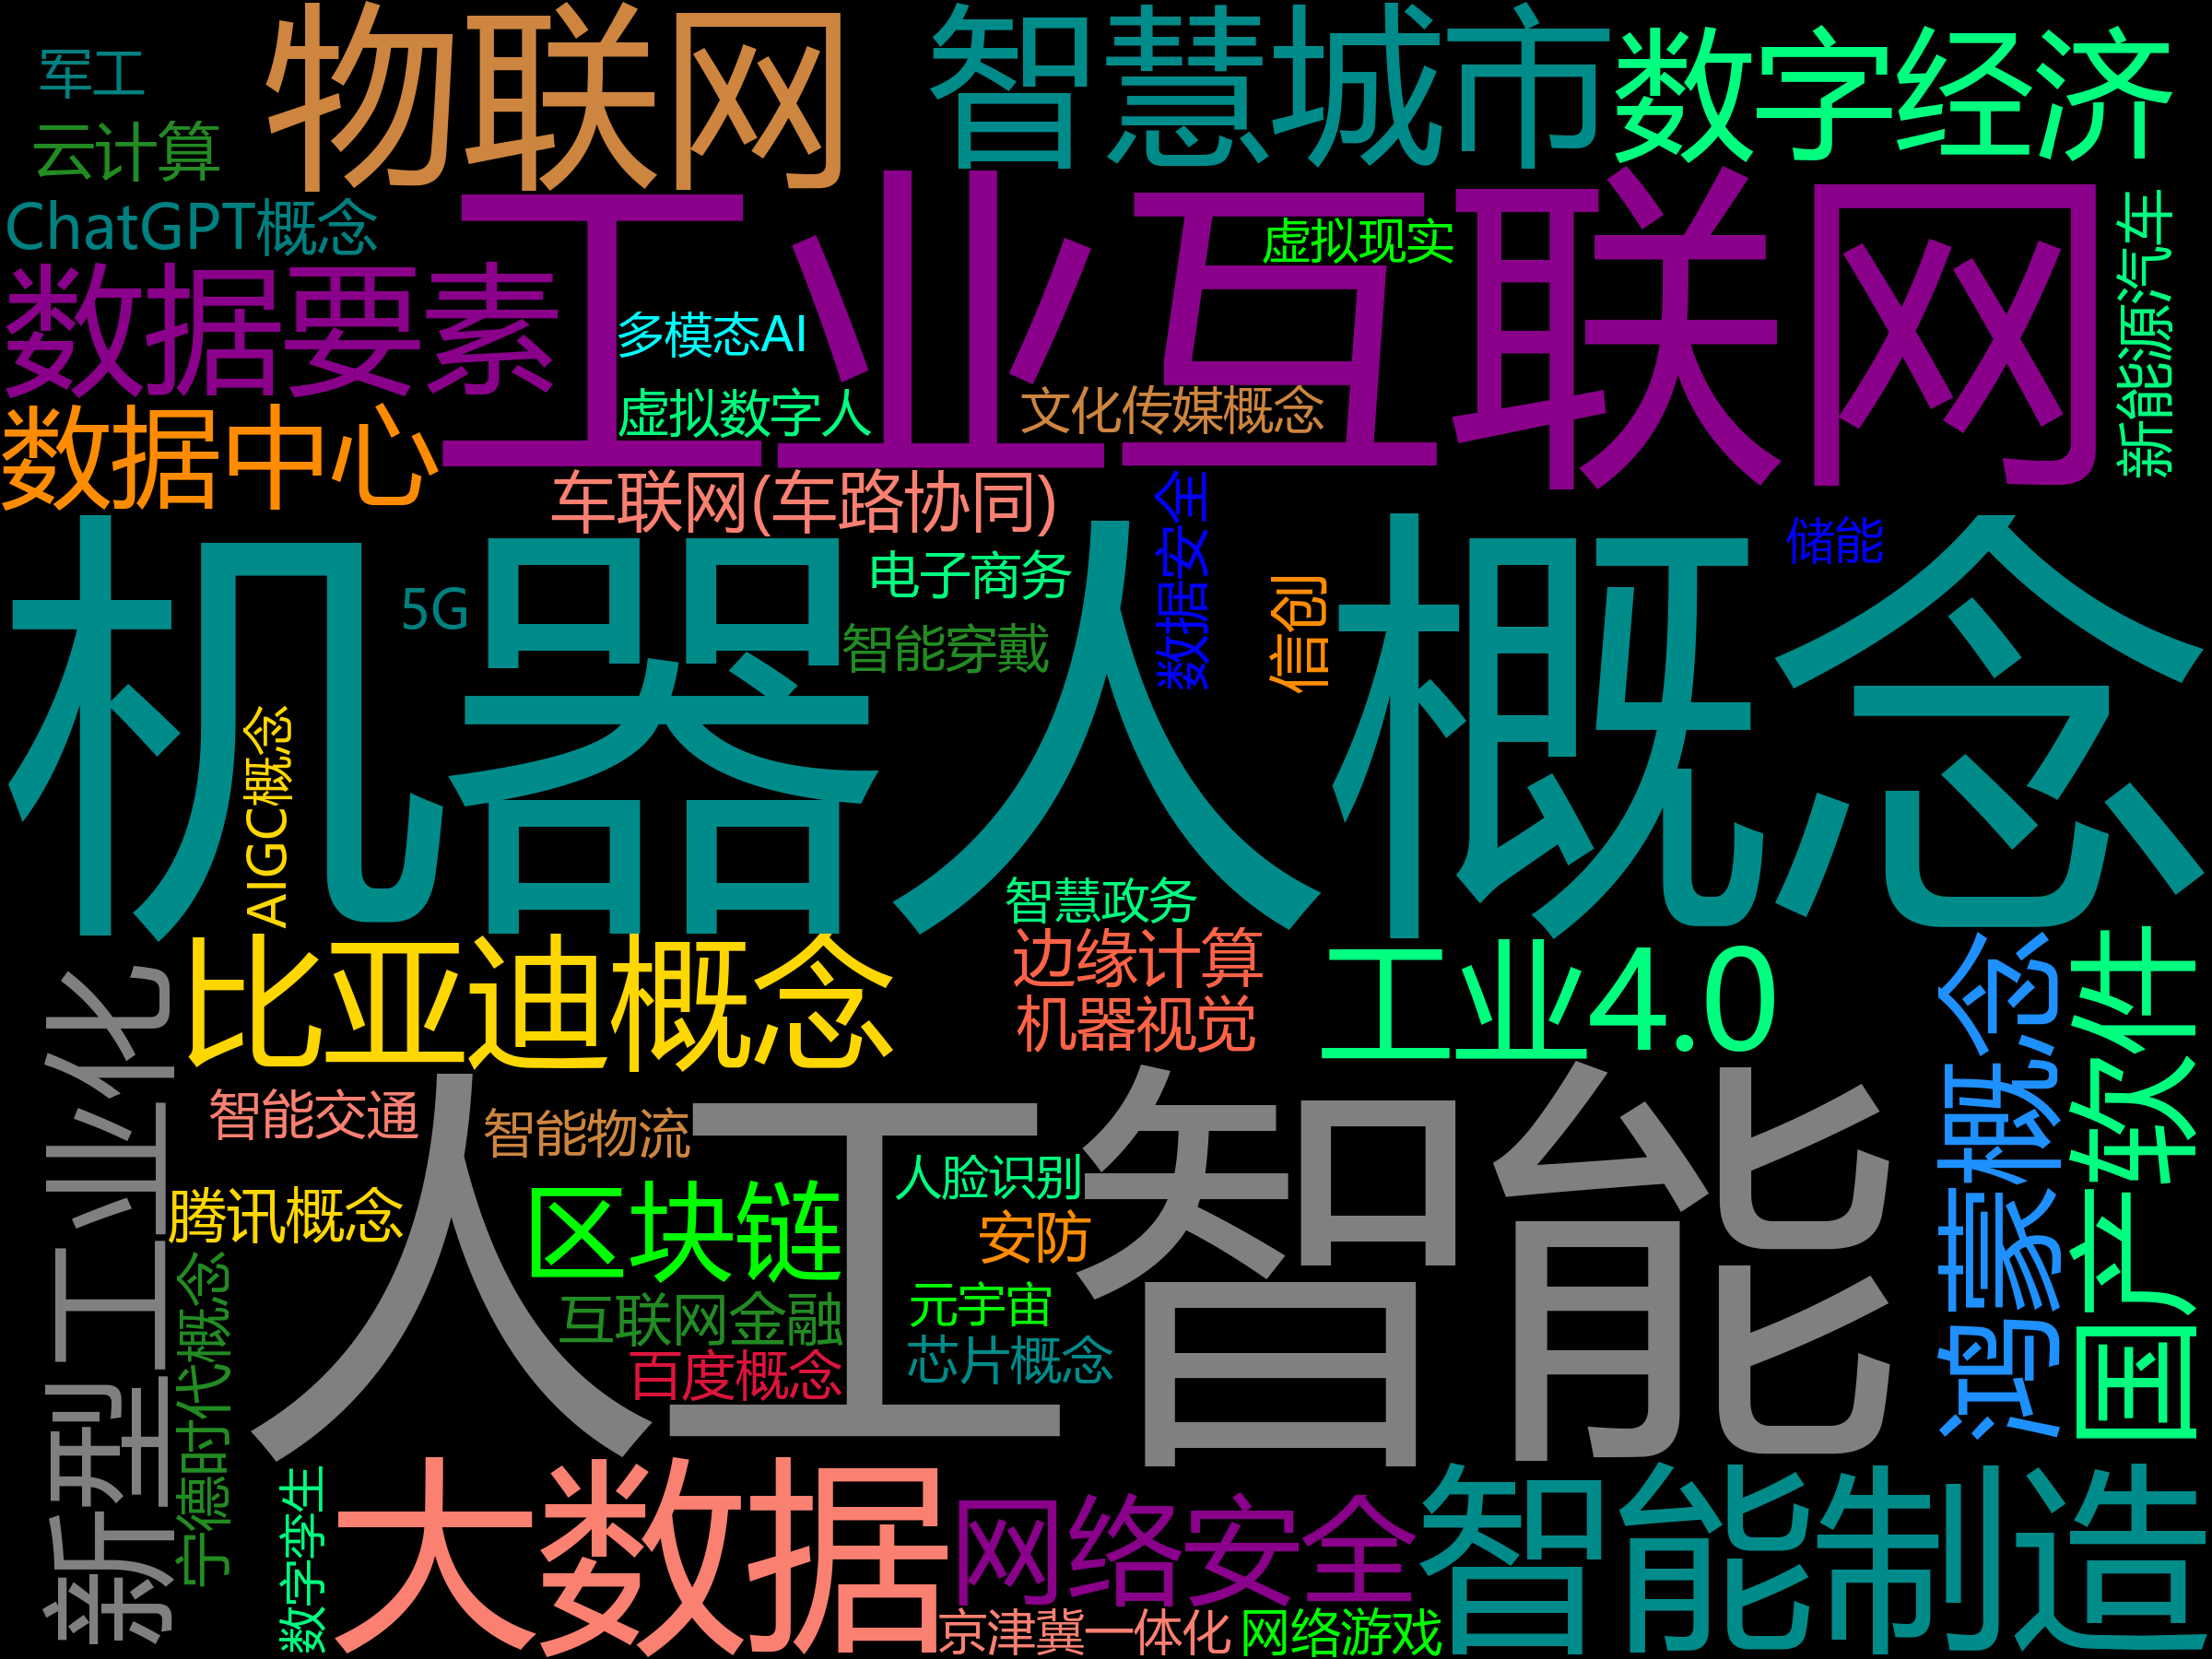 军工
物联网
智慧城市
数字经济
云计算
ChatGPT概念
工业互联网
虚拟现实
新能源汽车
数据要素
多模态AI
虚拟数字人
文化传媒概念
数据中心
车联网(车路协同)
数据安全
储能
机器人概念
5G
电子商务
智能穿戴
信创
AIGC概念
智慧政务
边缘计算
机器视觉
比亚迪概念
工业4.0
鸿蒙概念
国产软件
新型工业化
人工智能
智能交通
智能物流
人脸识别
腾讯概念
区块链
安防
宁德时代概念
互联网金融
元宇宙
百度概念
芯片概念
数字孪生
大数据
网络安全
智能制造
京津冀一体化
网络游戏